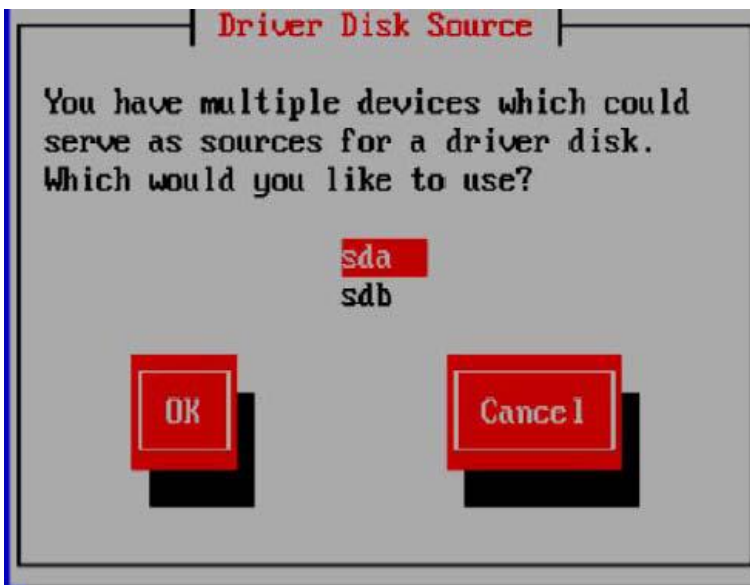 Driver Disk Source
You have multiple devices which could
serve as sources for a driver disk.
Which would you like to use?
sda
sdb
OK
Cancel